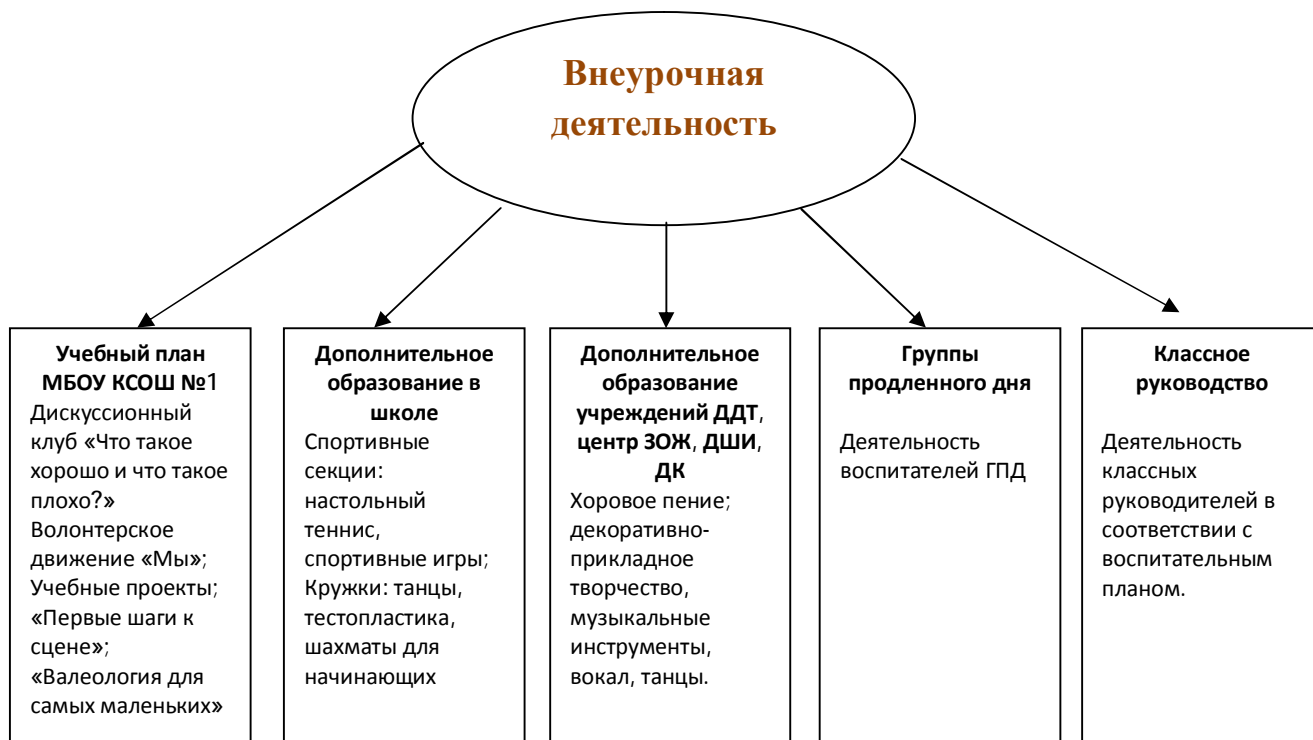 Внеурочная
деятельность
Учебный план
МБОУ КСОШ №1
Дискуссионный
клуб «Что такое
хорошо и что такое
плохо?»
Волонтерское
движение «Мы»;
Учебные проекты;
«Первые шаги к
сцене»;
«Валеология для
самых маленьких»
Дополнительное
образование в
школе
Спортивные
секции:
настольный
теннис,
спортивные игры;
Кружки: танцы,
тестопластика,
шахматы для
начинающих
Дополнительное
образование
учреждений ДДТ,
центр ЗОЖ, ДШИ,
ДК
Хоровое пение;
декоративно-
прикладное
творчество,
музыкальные
инструменты,
вокал, танцы.
Группы
продленного дня
Деятельность
воспитателей ГПД
Классное
руководство
Деятельность
классных
руководителей в
соответствии с
воспитательным
планом.